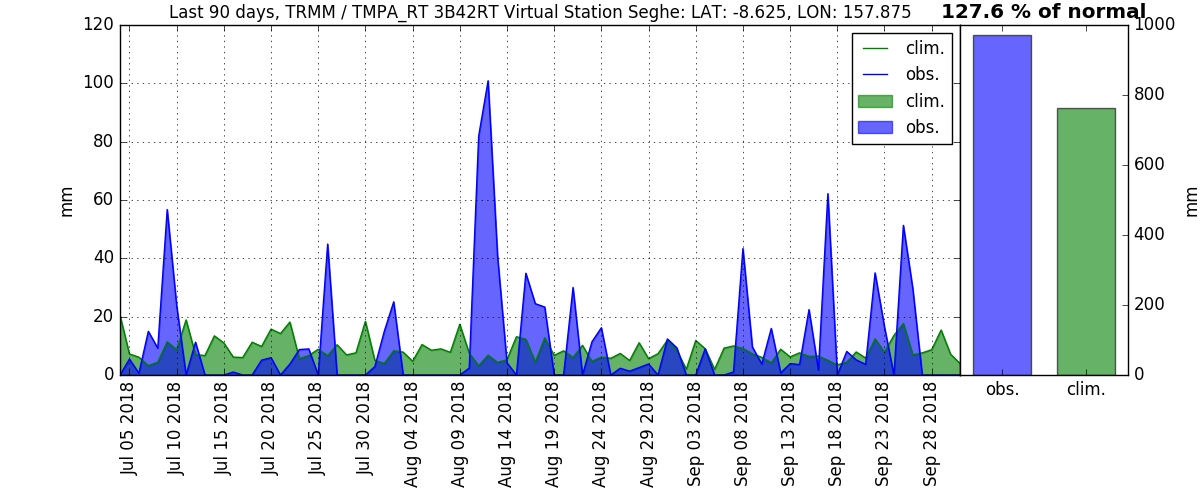 Last 90 days, TRMM / TMPA_RT 3B42RT Virtual Station Seghe: LAT: -8.625, LON: 157.875
127.6 % of normal
120
100
80
60
40
20
0
mm
clim.
obs.
clim.
obs.
1000
800
600
400
200
0
mm
obs.
clim.
Jul 05 2018
Jul 10 2018
Jul 15 2018
Jul 20 2018
Jul 25 2018
Jul 30 2018
Aug 04 2018
Aug 09 2018
Aug 14 2018
Aug 19 2018
Aug 24 2018
Aug 29 2018
Sep 03 2018
Sep 08 2018
Sep 13 2018
Sep 18 2018
Sep 23 2018
Sep 28 2018